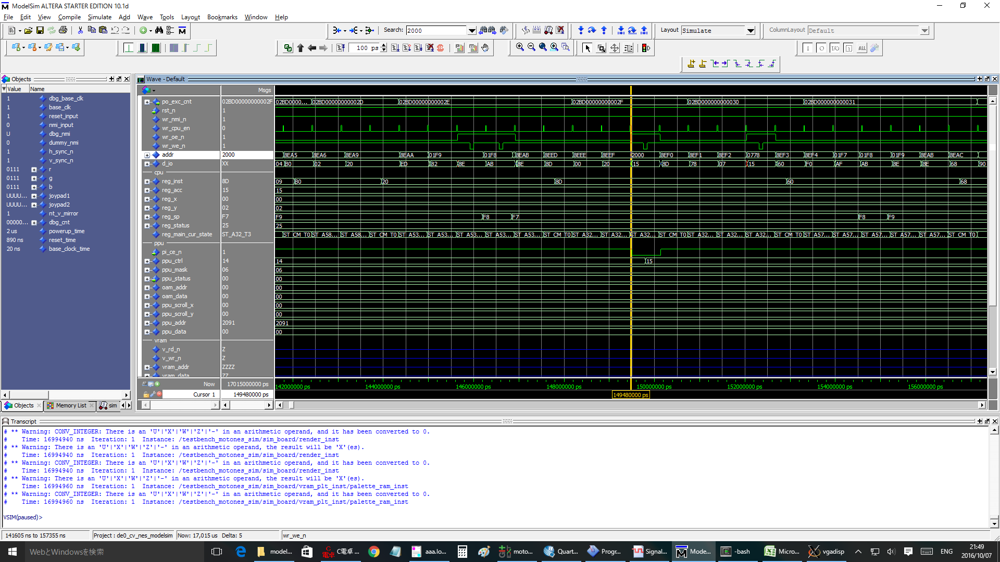 ModelSim ALTERA STARTER EDITION 10.1d
File Edit View Compile Simulate Add Wave Tools Layout Bookmarks Window Help
Search: 2000
Layout Simulate
ColumnLayout Default
100 ps
Objects
Value Name
1 dbg_base_clk
1 base_clk
1 reset_input
0 nmi_input
U dbg_nmi
0 dummy_nmi
1 h_sync_n
1 v_sync_n
0111 r
0111 g
0111 b
UUUU... joypad1
UUUU... joypad2
1 nt_v_mirror
00000... dbg_cnt
2 us powerup_time
890 ns reset_time
20 ns base_clock_time
Objects Memory List sim
Wave - Default
Msgs
po_exc_cnt 02BD00000000002F 02BD0000... 02BD00000000002D 02BD00000000002E 02BD00000000002F 02BD000000000030 02BD000000000031
rst_n 1
wr_nmi_n 1
wr_cpu_en 0
wr_oe_n 1
wr_we_n 1
addr 2000 8EA5 8EA6 8EA9 8EAA 01F9 01F8 8EAB 8EED 8EEE 8EEF 2000 8EF0 8EF1 8EF2 0778 8EF3 8EF4 01F7 01F8 01F9 8EAB 8EAC
d_io XX 04 B0 02 20 ED 82 8E AB 8E 8D 00 20 15 8D 78 07 15 60 F0 AF AB 8E 8E 68 90
cpu
reg_inst 8D 09 B0 20 8D 60 68
reg_acc 15 15
reg_x 00 00
reg_y 02 02
reg_sp F7 F9 F8 F7 F8 F9
reg_status 25 25
reg_main_cur_state ST_A32_T3 ST_CM_T0 ST_A58... ST_A58... ST_CM_T0 ST_A53... ST_A53... ST_A53... ST_A53... ST_A53... ST_CM_T0 ST_A32... ST_A32... ST_A32... ST_CM_T0 ST_A32... ST_A32... ST_A32... ST_CM_T0 ST_A57... ST_A57... ST_A57... ST_A57... ST_A57... ST_CM_T0
ppu
pi_ce_n 1
ppu_ctrl 14 14 15
ppu_mask 06 06
ppu_status 00 00
oam_addr 00 00
oam_data 00 00
ppu_scroll_x 00 00
ppu_scroll_y 00 00
ppu_addr 2091 2091
ppu_data 00 00
vram
v_rd_n Z
v_wr_n Z
vram_addr ZZZZ
vram_data ZZ
Now 17015000000 ps 142000000 ps 144000000 ps 146000000 ps 148000000 ps 150000000 ps 152000000 ps 154000000 ps 156000000 ps
Cursor 1 149480000 ps 149480000 ps
Transcript
# ** Warning: CONV_INTEGER: There is an 'U'|'X'|'W'|'Z'|'-' in an arithmetic operand, and it has been converted to 0.
# Time: 16994940 ns Iteration: 1 Instance: /testbench_motones_sim/sim_board/render_inst
# ** Warning: There is an 'U'|'X'|'W'|'Z'|'-' in an arithmetic operand, the result will be 'X'(es).
# Time: 16994940 ns Iteration: 1 Instance: /testbench_motones_sim/sim_board/render_inst
# ** Warning: CONV_INTEGER: There is an 'U'|'X'|'W'|'Z'|'-' in an arithmetic operand, and it has been converted to 0.
# Time: 16994940 ns Iteration: 1 Instance: /testbench_motones_sim/sim_board/render_inst
# ** Warning: There is an 'U'|'X'|'W'|'Z'|'-' in an arithmetic operand, the result will be 'X'(es).
# Time: 16994960 ns Iteration: 1 Instance: /testbench_motones_sim/sim_board/vram_plt_inst/palette_ram_inst
# ** Warning: CONV_INTEGER: There is an 'U'|'X'|'W'|'Z'|'-' in an arithmetic operand, and it has been converted to 0.
# Time: 16994960 ns Iteration: 1 Instance: /testbench_motones_sim/sim_board/vram_plt_inst/palette_ram_inst
VSIM(paused)>
141605 ns to 157355 ns Project : de0_cv_nes_modelsim Now: 17,015 us Delta: 5 wr_we_n
WebとWindowsを検索 model... C電卓 ... aaa.lo... moto... Quart... Progr... Signal... Mode... -bash Micro... vgadisp ENG 21:49
2016/10/07